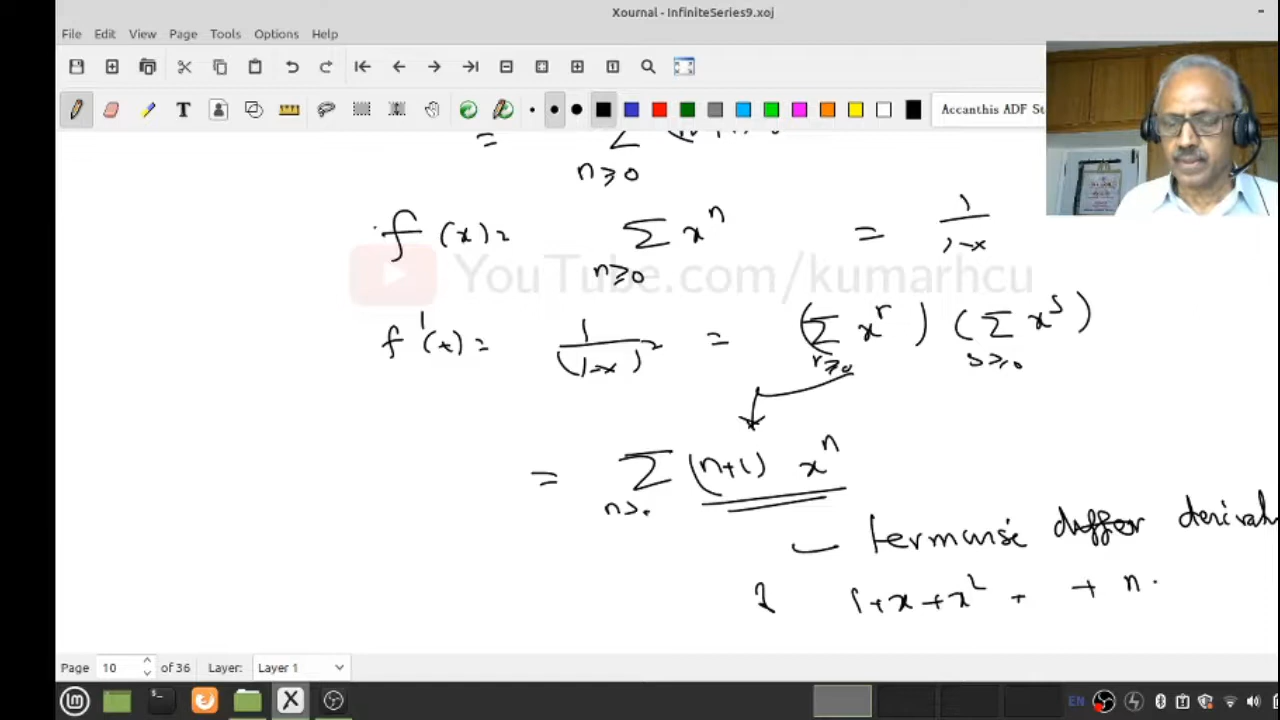 Xournal - InfiniteSeries9.xoj
File Edit View Page Tools Options Help
Accanthis ADF St
= Σ
n≥0
f(x) = Σ xⁿ = 1/(1-x)
n≥0
YouTube.com/kumarhcu
f'(x) = 1/(1-x)² = (Σ xʳ) (Σ xˢ)
r≥0 s≥0
= Σ (n+1) xⁿ
n≥0
— termwise differ derivat
1+x+x²+ + n
Page 10 of 36 Layer: Layer 1
EN